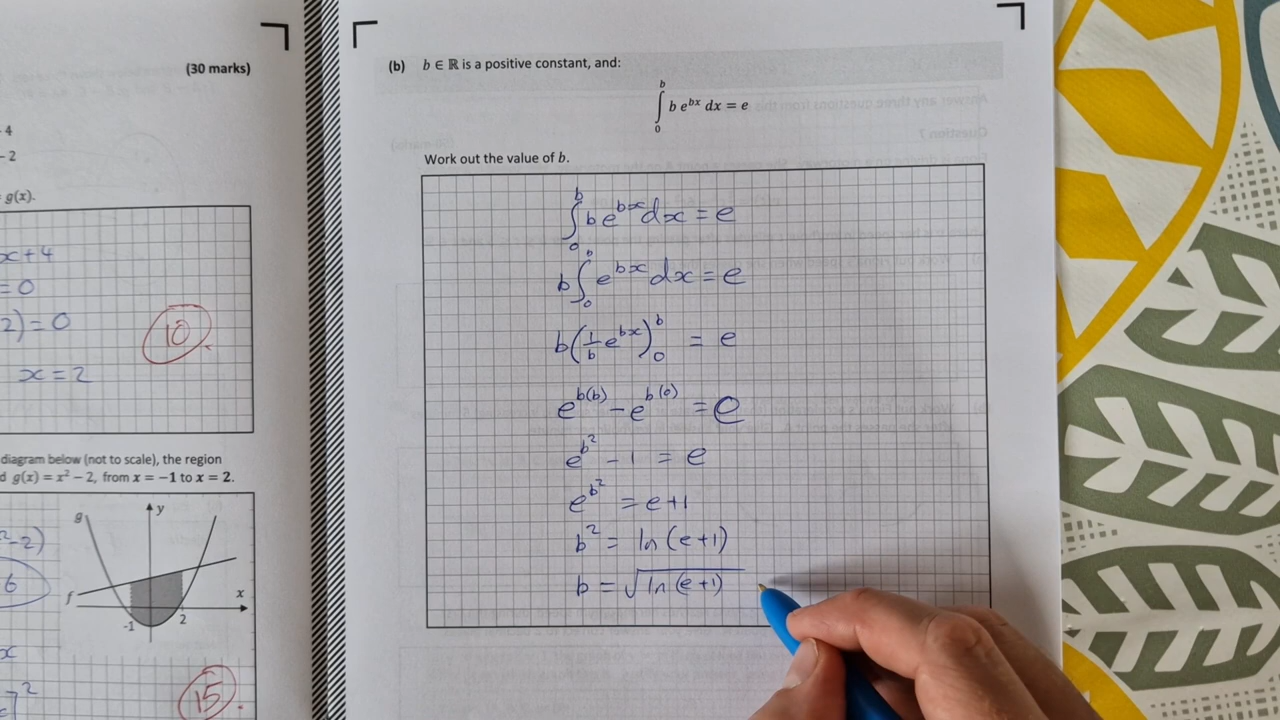 (30 marks)
4
- 2
g(x).
x+4
= 0
2) = 0
x = 2
10
diagram below (not to scale), the region
d g(x) = x² − 2, from x = −1 to x = 2.
²-2)
6
g
y
f
x
-1
2
x
15
(b) b ∈ ℝ is a positive constant, and:
∫₀ᵇ b e^{bx} dx = e
Work out the value of b.
∫₀ᵇ b e^{bx} dx = e
b ∫₀ᵇ e^{bx} dx = e
b(1/b e^{bx})₀ᵇ = e
e^{b(b)} - e^{b(0)} = e
e^{b²} - 1 = e
e^{b²} = e+1
b² = ln(e+1)
b = √ln(e+1)